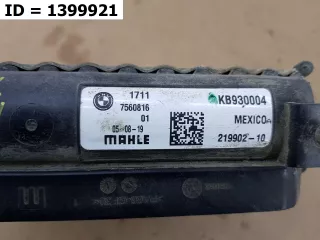 ID = 1399921
1711
7560816
01
05-08-19
MAHLE
KB930004
MEXICO
219902-10